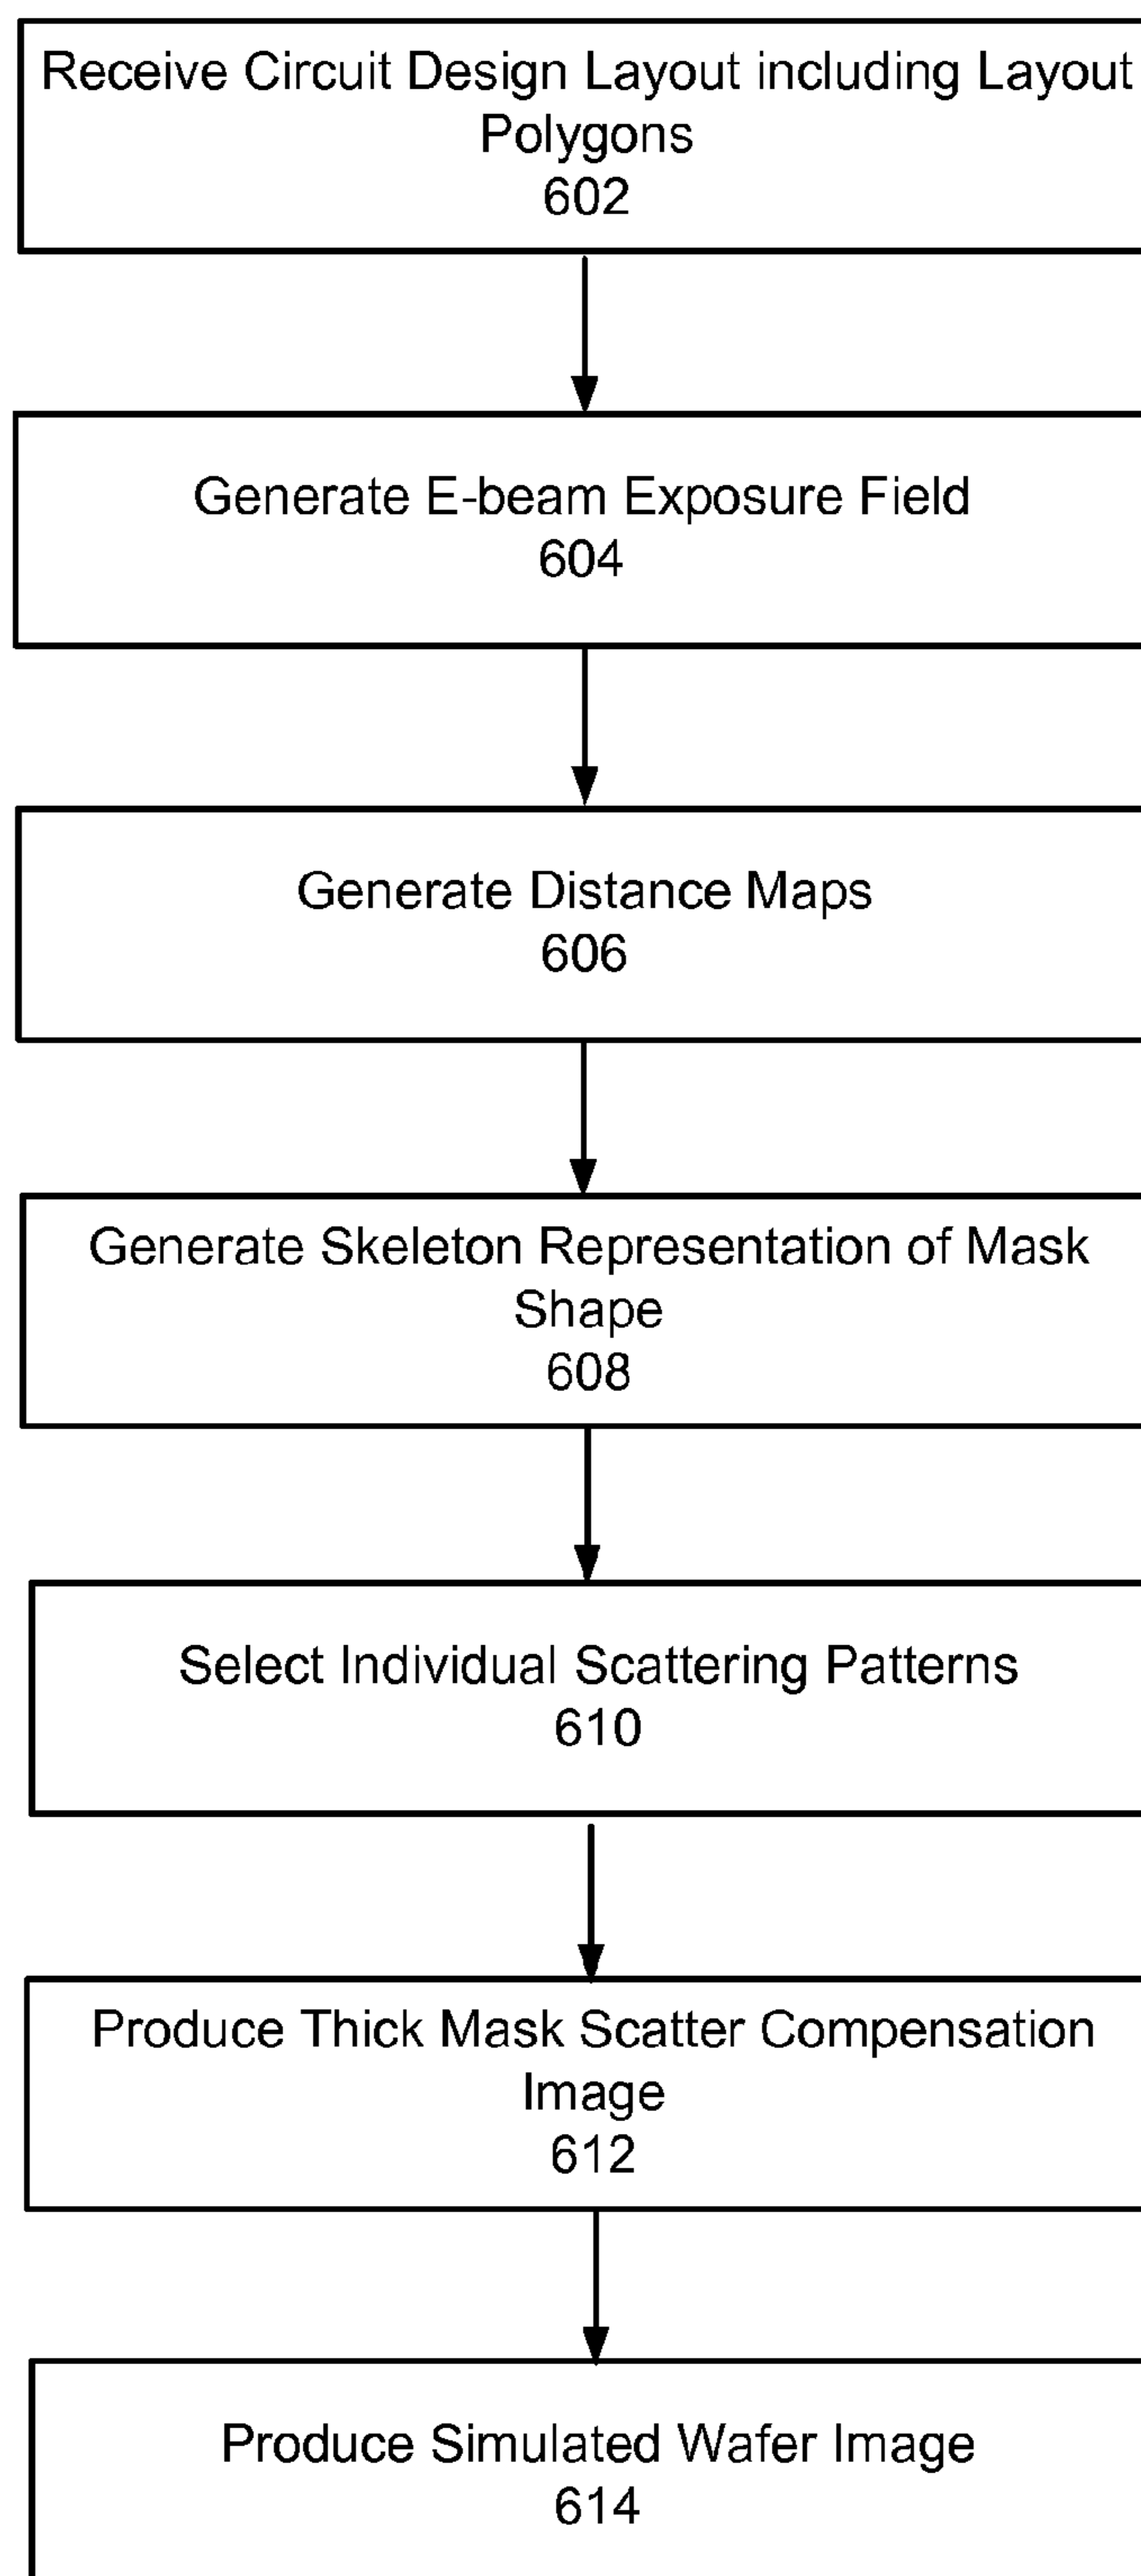 Receive Circuit Design Layout including Layout
Polygons
602
Generate E-beam Exposure Field
604
Generate Distance Maps
606
Generate Skeleton Representation of Mask
Shape
608
Select Individual Scattering Patterns
610
Produce Thick Mask Scatter Compensation
Image
612
Produce Simulated Wafer Image
614